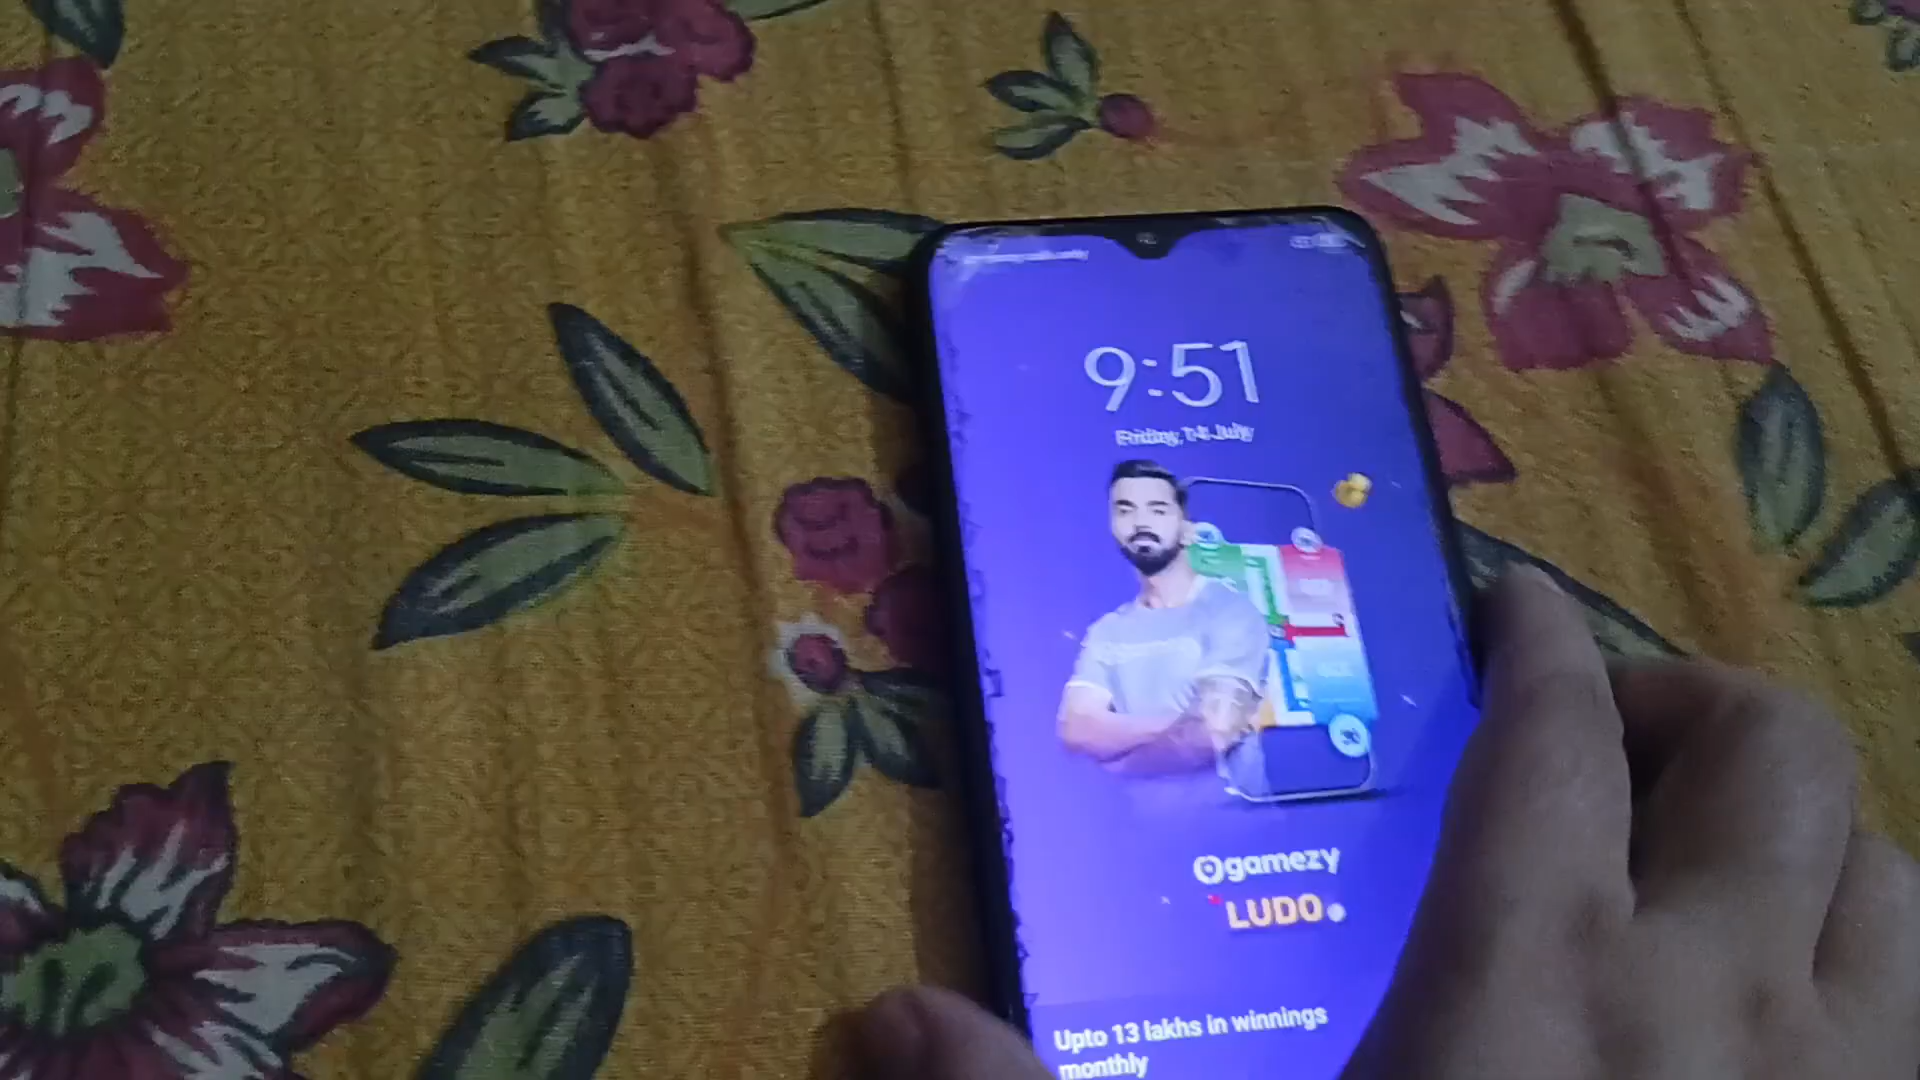 9:51
Friday, 14 July
gamezy
LUDO
Upto 13 lakhs in winnings
monthly